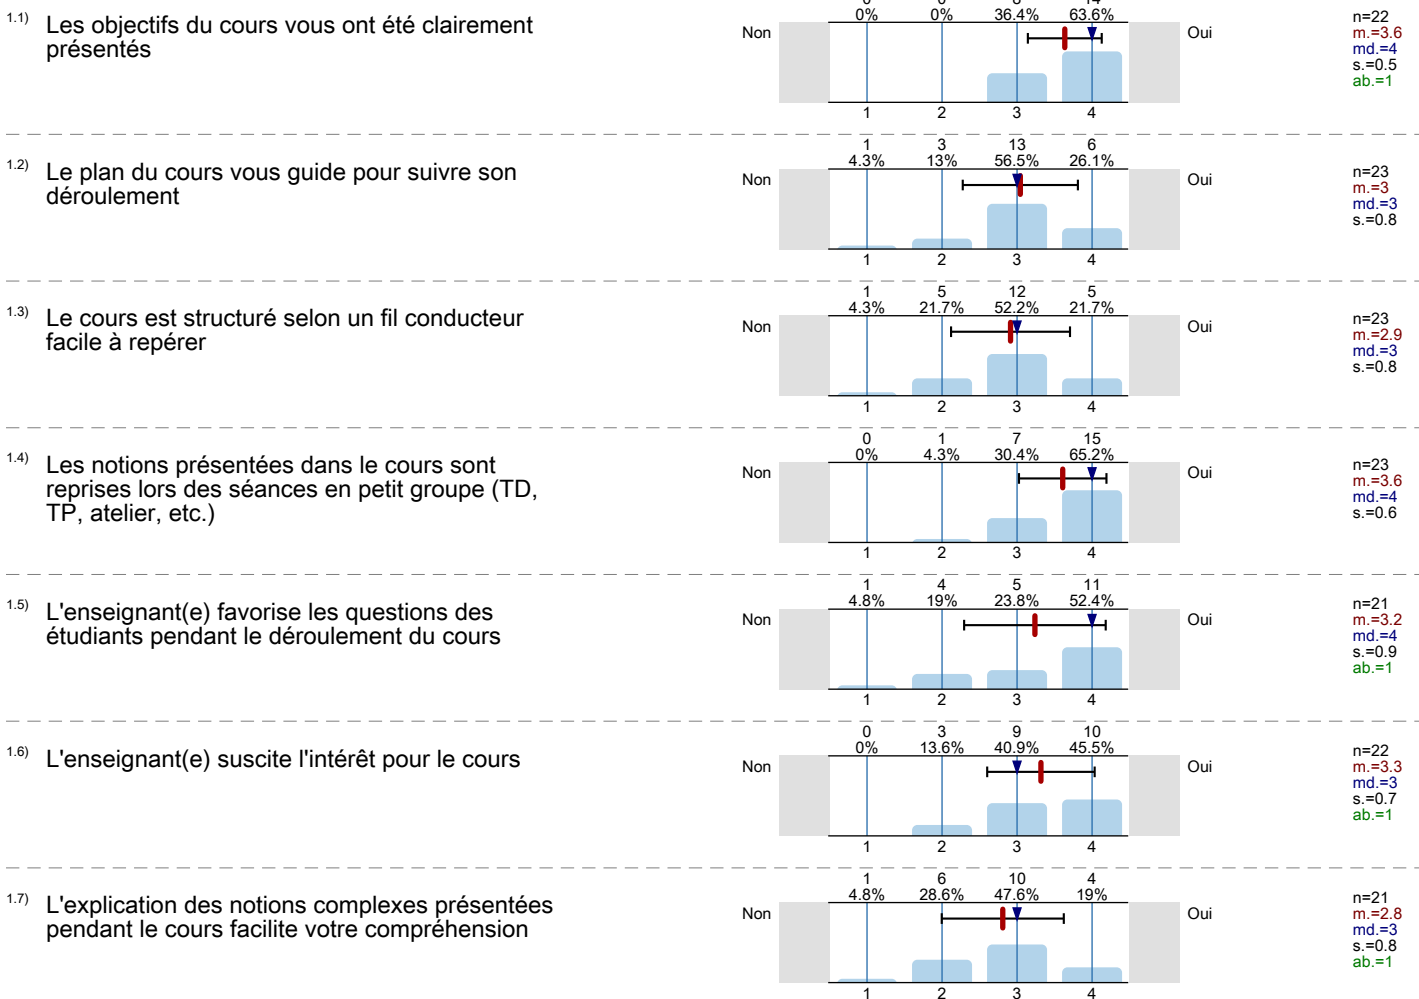 0 0 8 14
0% 0% 36.4% 63.6%
1.1) Les objectifs du cours vous ont été clairement
présentés
Non
Oui
n=22
m.=3.6
md.=4
s.=0.5
ab.=1
1 2 3 4
1 3 13 6
4.3% 13% 56.5% 26.1%
1.2) Le plan du cours vous guide pour suivre son
déroulement
Non
Oui
n=23
m.=3
md.=3
s.=0.8
1 2 3 4
1 5 12 5
4.3% 21.7% 52.2% 21.7%
1.3) Le cours est structuré selon un fil conducteur
facile à repérer
Non
Oui
n=23
m.=2.9
md.=3
s.=0.8
1 2 3 4
0 1 7 15
0% 4.3% 30.4% 65.2%
1.4) Les notions présentées dans le cours sont
reprises lors des séances en petit groupe (TD,
TP, atelier, etc.)
Non
Oui
n=23
m.=3.6
md.=4
s.=0.6
1 2 3 4
1 4 5 11
4.8% 19% 23.8% 52.4%
1.5) L'enseignant(e) favorise les questions des
étudiants pendant le déroulement du cours
Non
Oui
n=21
m.=3.2
md.=4
s.=0.9
ab.=1
1 2 3 4
0 3 9 10
0% 13.6% 40.9% 45.5%
1.6) L'enseignant(e) suscite l'intérêt pour le cours
Non
Oui
n=22
m.=3.3
md.=3
s.=0.7
ab.=1
1 2 3 4
1 6 10 4
4.8% 28.6% 47.6% 19%
1.7) L'explication des notions complexes présentées
pendant le cours facilite votre compréhension
Non
Oui
n=21
m.=2.8
md.=3
s.=0.8
ab.=1
1 2 3 4